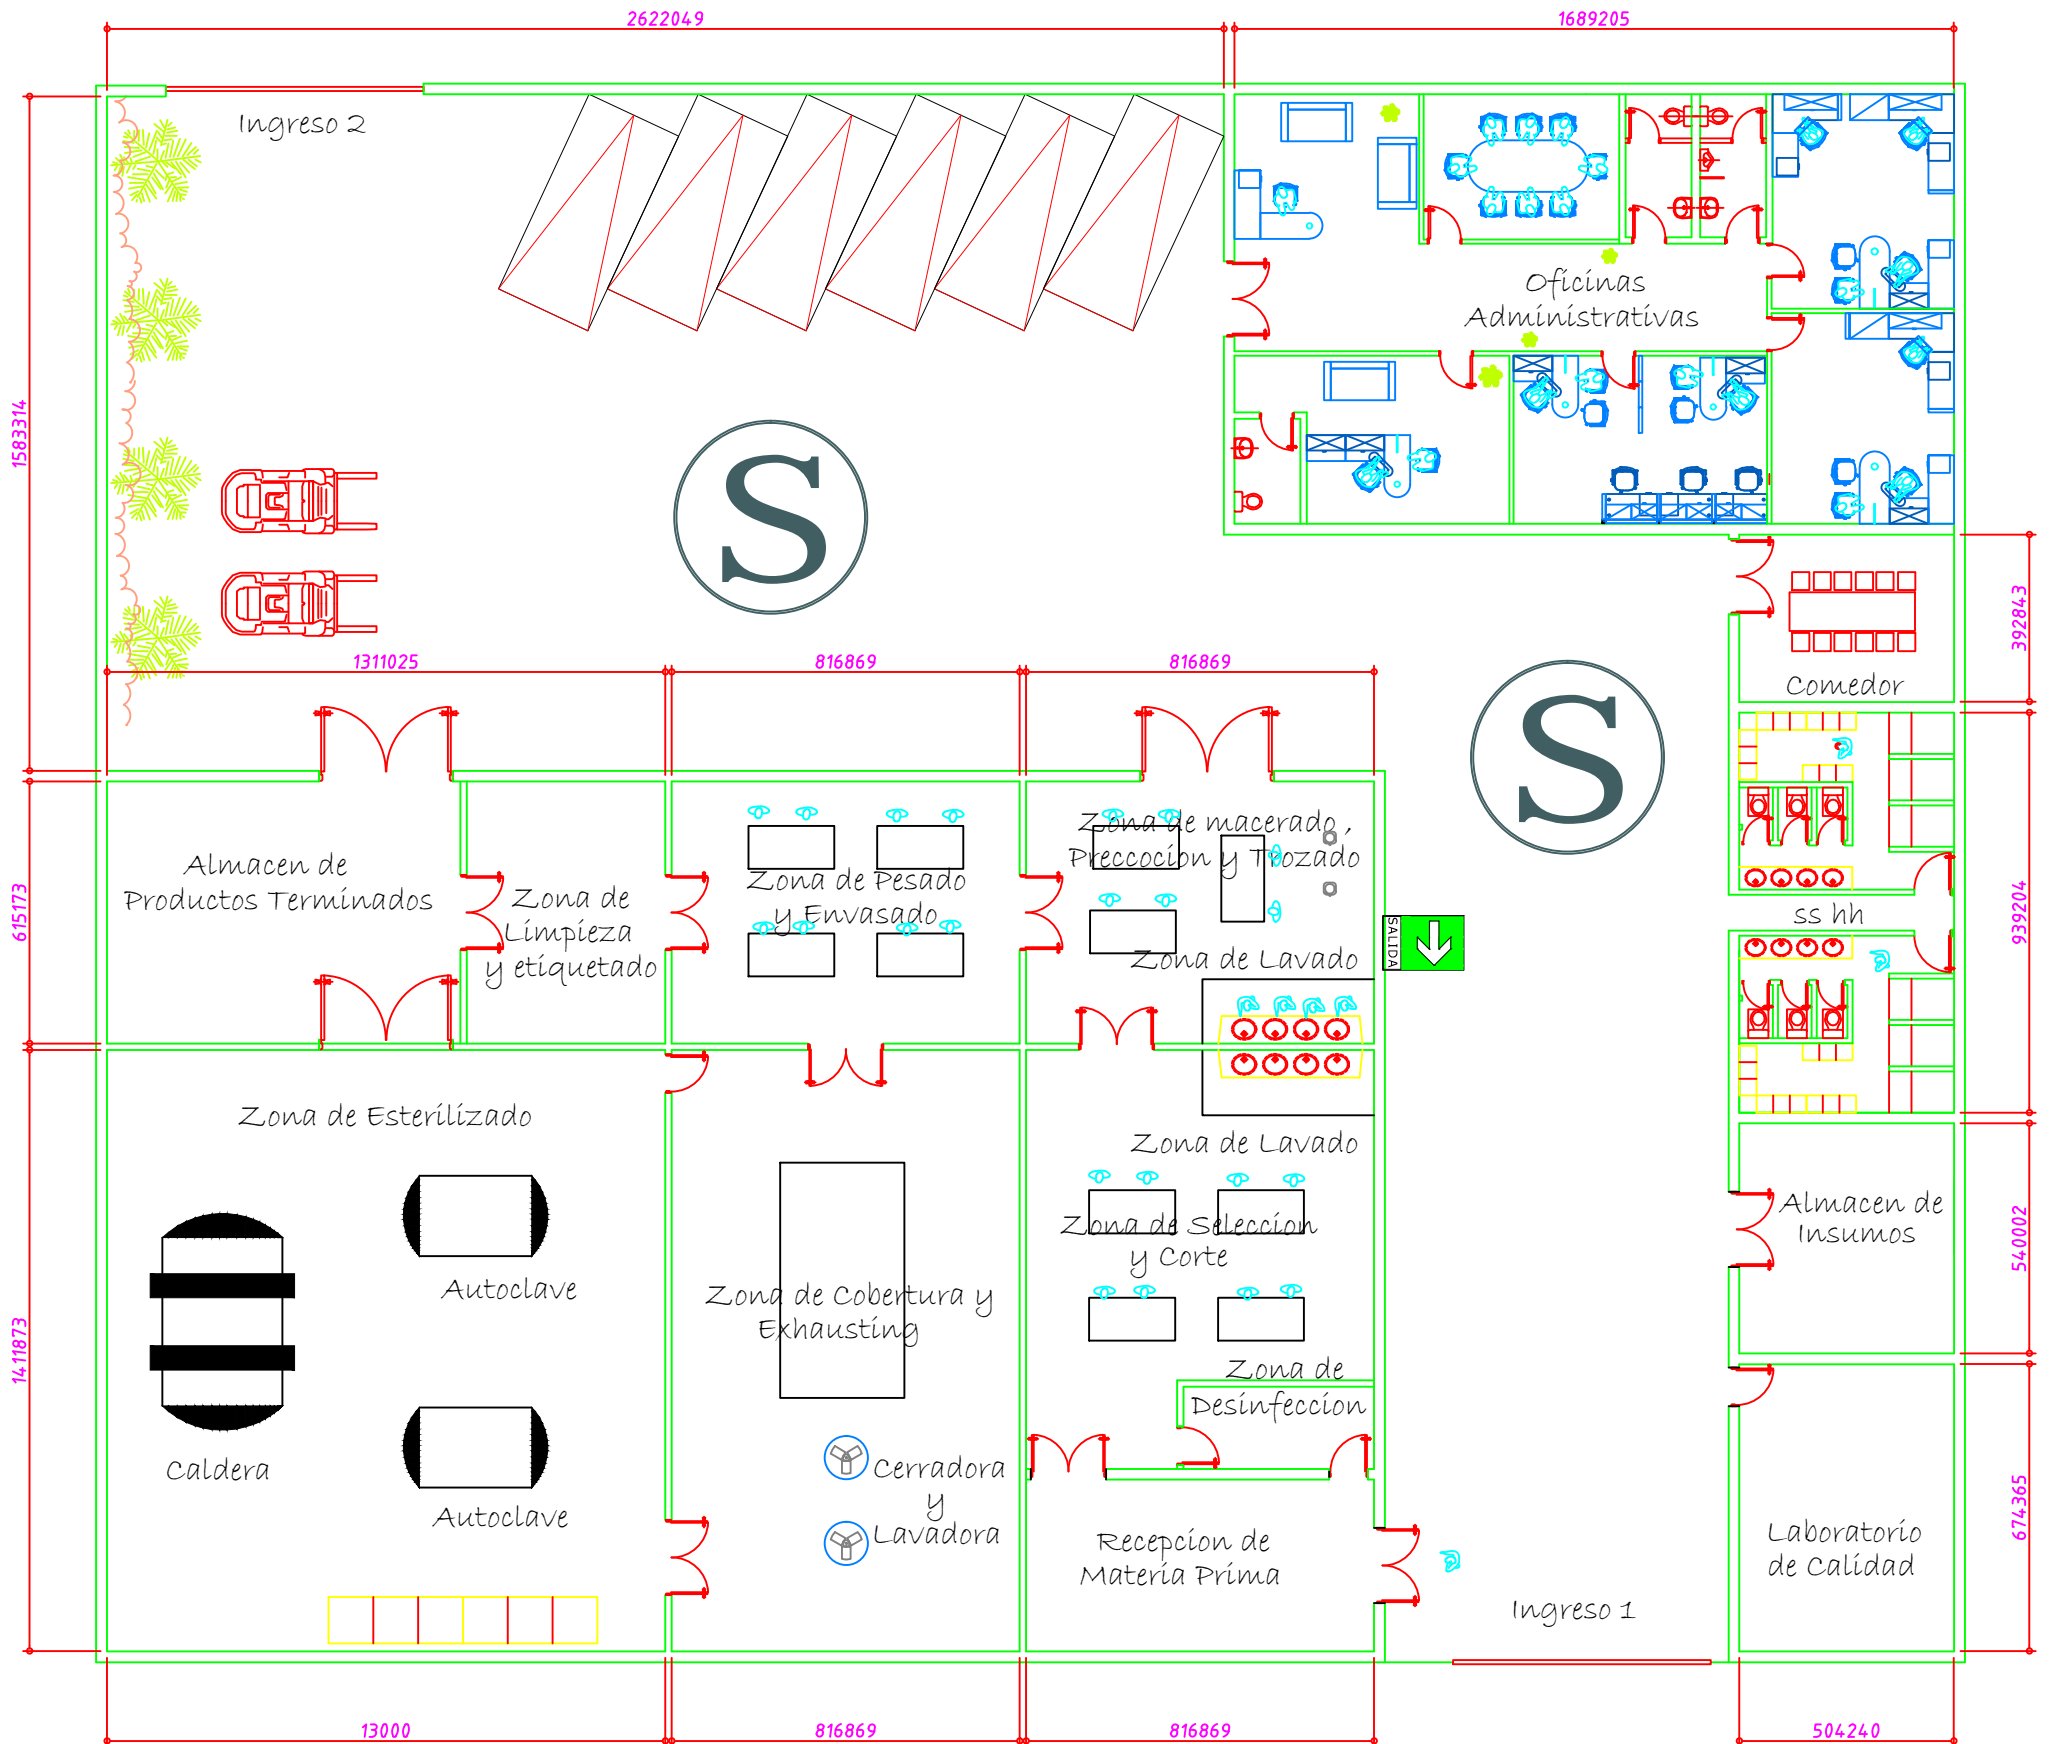 2622049
1689205
Ingreso 2
Oficinas
Administrativas
1583314
S
392843
1311025
816869
816869
Comedor
S
939204
Zona de macerado ,
Preccocion y Trozado
Almacen de
Productos Terminados
Zona de
Limpieza
y etiquetado
Zona de Pesado
y Envasado
615173
SALIDA
ss hh
Zona de Lavado
Zona de Esterilizado
Zona de Lavado
Almacen de
Insumos
540002
Zona de Seleccion
y Corte
Autoclave
Zona de Cobertura y
Exhausting
1411873
Zona de
Desinfeccion
Caldera
Cerradora
y
Lavadora
Autoclave
Recepcion de
Materia Prima
Laboratorio
de Calidad
674365
Ingreso 1
13000
816869
816869
504240